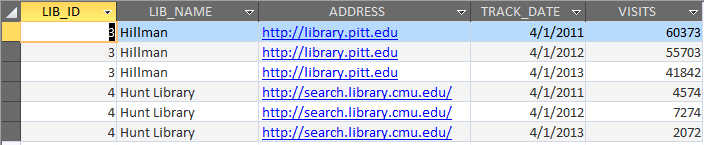 LIB_ID LIB_NAME ADDRESS TRACK_DATE VISITS
3 Hillman http://library.pitt.edu 4/1/2011 60373
3 Hillman http://library.pitt.edu 4/1/2012 55703
3 Hillman http://library.pitt.edu 4/1/2013 41842
4 Hunt Library http://search.library.cmu.edu/ 4/1/2011 4574
4 Hunt Library http://search.library.cmu.edu/ 4/1/2012 7274
4 Hunt Library http://search.library.cmu.edu/ 4/1/2013 2072